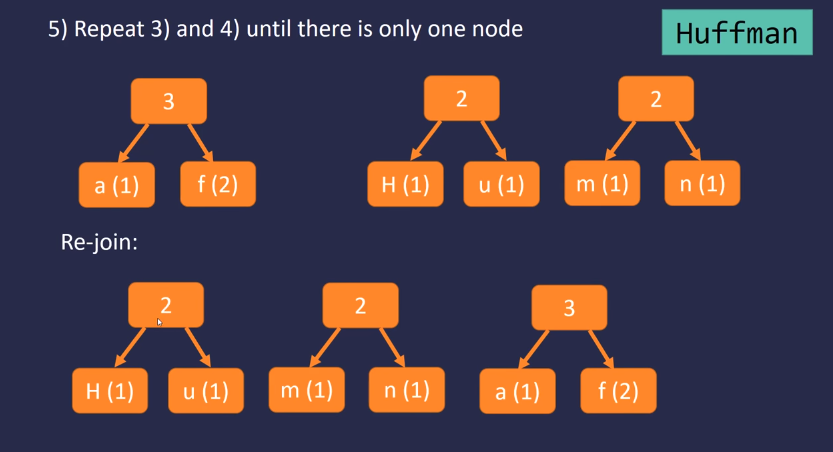 5) Repeat 3) and 4) until there is only one node
Huffman
3
2
2
a (1)
f (2)
H (1)
u (1)
m (1)
n (1)
Re-join:
2
2
3
H (1)
u (1)
m (1)
n (1)
a (1)
f (2)